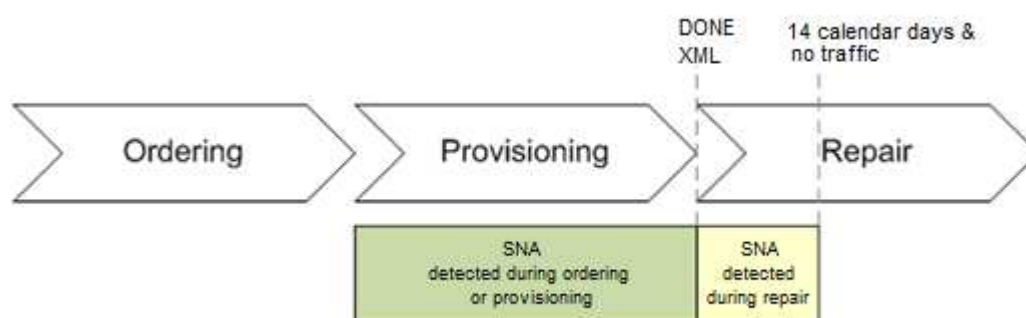 DONE
XML
14 calendar days &
no traffic
Ordering
Provisioning
Repair
SNA
detected during ordering
or provisioning
SNA
detected
during repair